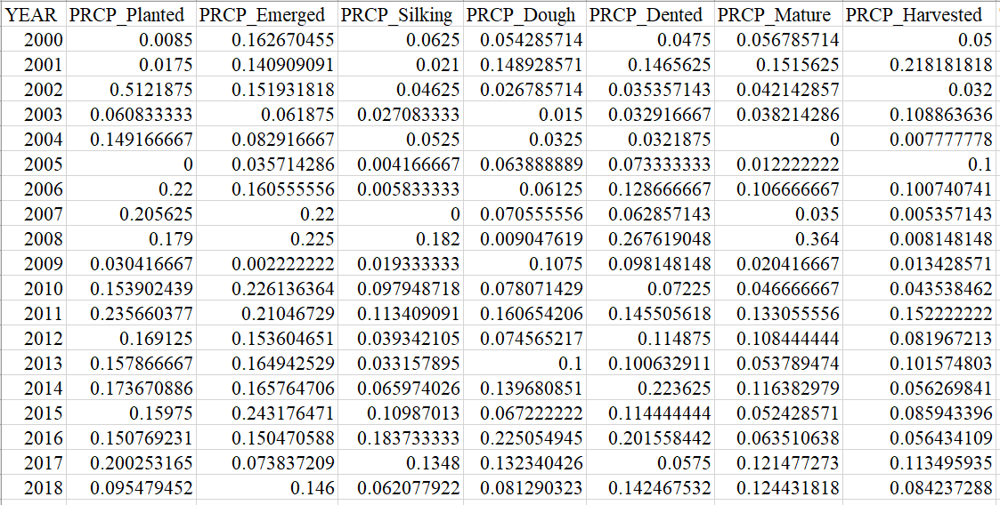 YEAR PRCP_Planted PRCP_Emerged PRCP_Silking PRCP_Dough PRCP_Dented PRCP_Mature PRCP_Harvested
2000 0.0085 0.162670455 0.0625 0.054285714 0.0475 0.056785714 0.05
2001 0.0175 0.140909091 0.021 0.148928571 0.1465625 0.1515625 0.218181818
2002 0.5121875 0.151931818 0.04625 0.026785714 0.035357143 0.042142857 0.032
2003 0.060833333 0.061875 0.027083333 0.015 0.032916667 0.038214286 0.108863636
2004 0.149166667 0.082916667 0.0525 0.0325 0.0321875 0 0.007777778
2005 0 0.035714286 0.004166667 0.063888889 0.073333333 0.012222222 0.1
2006 0.22 0.160555556 0.005833333 0.06125 0.128666667 0.106666667 0.100740741
2007 0.205625 0.22 0 0.070555556 0.062857143 0.035 0.005357143
2008 0.179 0.225 0.182 0.009047619 0.267619048 0.364 0.008148148
2009 0.030416667 0.002222222 0.019333333 0.1075 0.098148148 0.020416667 0.013428571
2010 0.153902439 0.226136364 0.097948718 0.078071429 0.07225 0.046666667 0.043538462
2011 0.235660377 0.21046729 0.113409091 0.160654206 0.145505618 0.133055556 0.152222222
2012 0.169125 0.153604651 0.039342105 0.074565217 0.114875 0.108444444 0.081967213
2013 0.157866667 0.164942529 0.033157895 0.1 0.100632911 0.053789474 0.101574803
2014 0.173670886 0.165764706 0.065974026 0.139680851 0.223625 0.116382979 0.056269841
2015 0.15975 0.243176471 0.10987013 0.067222222 0.114444444 0.052428571 0.085943396
2016 0.150769231 0.150470588 0.183733333 0.225054945 0.201558442 0.063510638 0.056434109
2017 0.200253165 0.073837209 0.1348 0.132340426 0.0575 0.121477273 0.113495935
2018 0.095479452 0.146 0.062077922 0.081290323 0.142467532 0.124431818 0.084237288